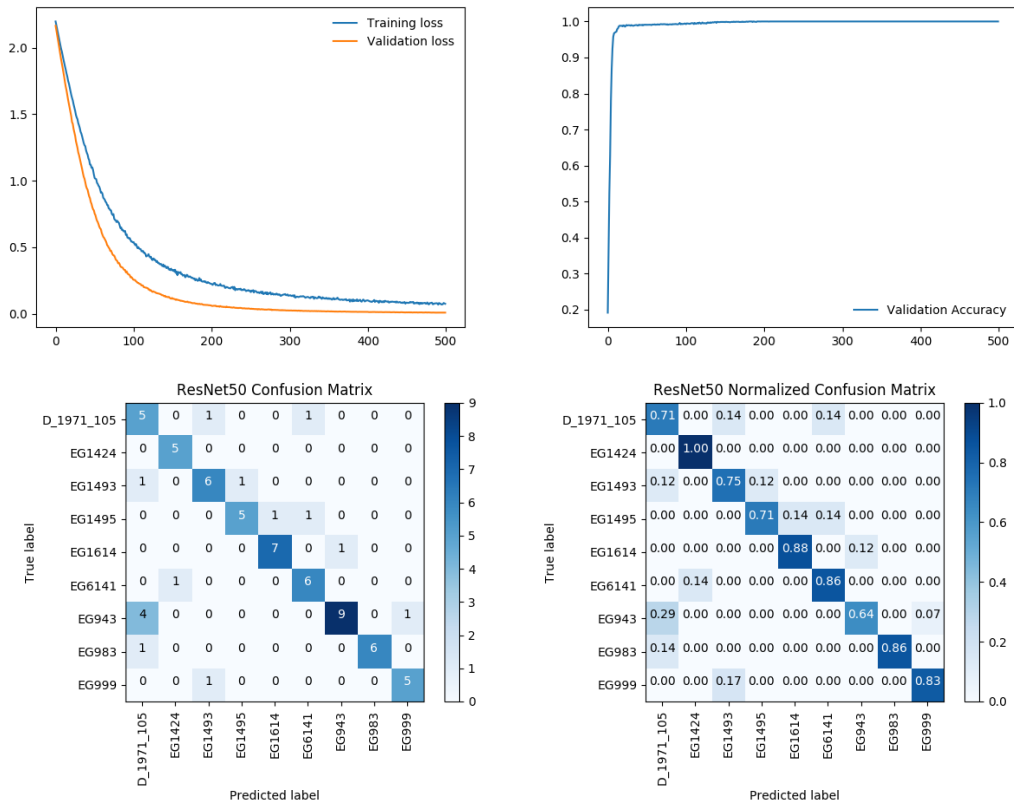 Training loss
Validation loss
2.0
1.5
1.0
0.5
0.0
0 100 200 300 400 500
1.0
0.9
0.8
0.7
0.6
0.5
0.4
0.3
0.2
Validation Accuracy
0 100 200 300 400 500
ResNet50 Confusion Matrix
True label
D_1971_105 5 0 1 0 0 1 0 0 0
EG1424 0 5 0 0 0 0 0 0 0
EG1493 1 0 6 1 0 0 0 0 0
EG1495 0 0 0 5 1 1 0 0 0
EG1614 0 0 0 0 7 0 1 0 0
EG6141 0 1 0 0 0 6 0 0 0
EG943 4 0 0 0 0 0 9 0 1
EG983 1 0 0 0 0 0 0 6 0
EG999 0 0 1 0 0 0 0 0 5
D_1971_105 EG1424 EG1493 EG1495 EG1614 EG6141 EG943 EG983 EG999
Predicted label
9
8
7
6
5
4
3
2
1
0
ResNet50 Normalized Confusion Matrix
True label
D_1971_105 0.71 0.00 0.14 0.00 0.00 0.14 0.00 0.00 0.00
EG1424 0.00 1.00 0.00 0.00 0.00 0.00 0.00 0.00 0.00
EG1493 0.12 0.00 0.75 0.12 0.00 0.00 0.00 0.00 0.00
EG1495 0.00 0.00 0.00 0.71 0.14 0.14 0.00 0.00 0.00
EG1614 0.00 0.00 0.00 0.00 0.88 0.00 0.12 0.00 0.00
EG6141 0.00 0.14 0.00 0.00 0.00 0.86 0.00 0.00 0.00
EG943 0.29 0.00 0.00 0.00 0.00 0.00 0.64 0.00 0.07
EG983 0.14 0.00 0.00 0.00 0.00 0.00 0.00 0.86 0.00
EG999 0.00 0.00 0.17 0.00 0.00 0.00 0.00 0.00 0.83
D_1971_105 EG1424 EG1493 EG1495 EG1614 EG6141 EG943 EG983 EG999
Predicted label
1.0
0.8
0.6
0.4
0.2
0.0